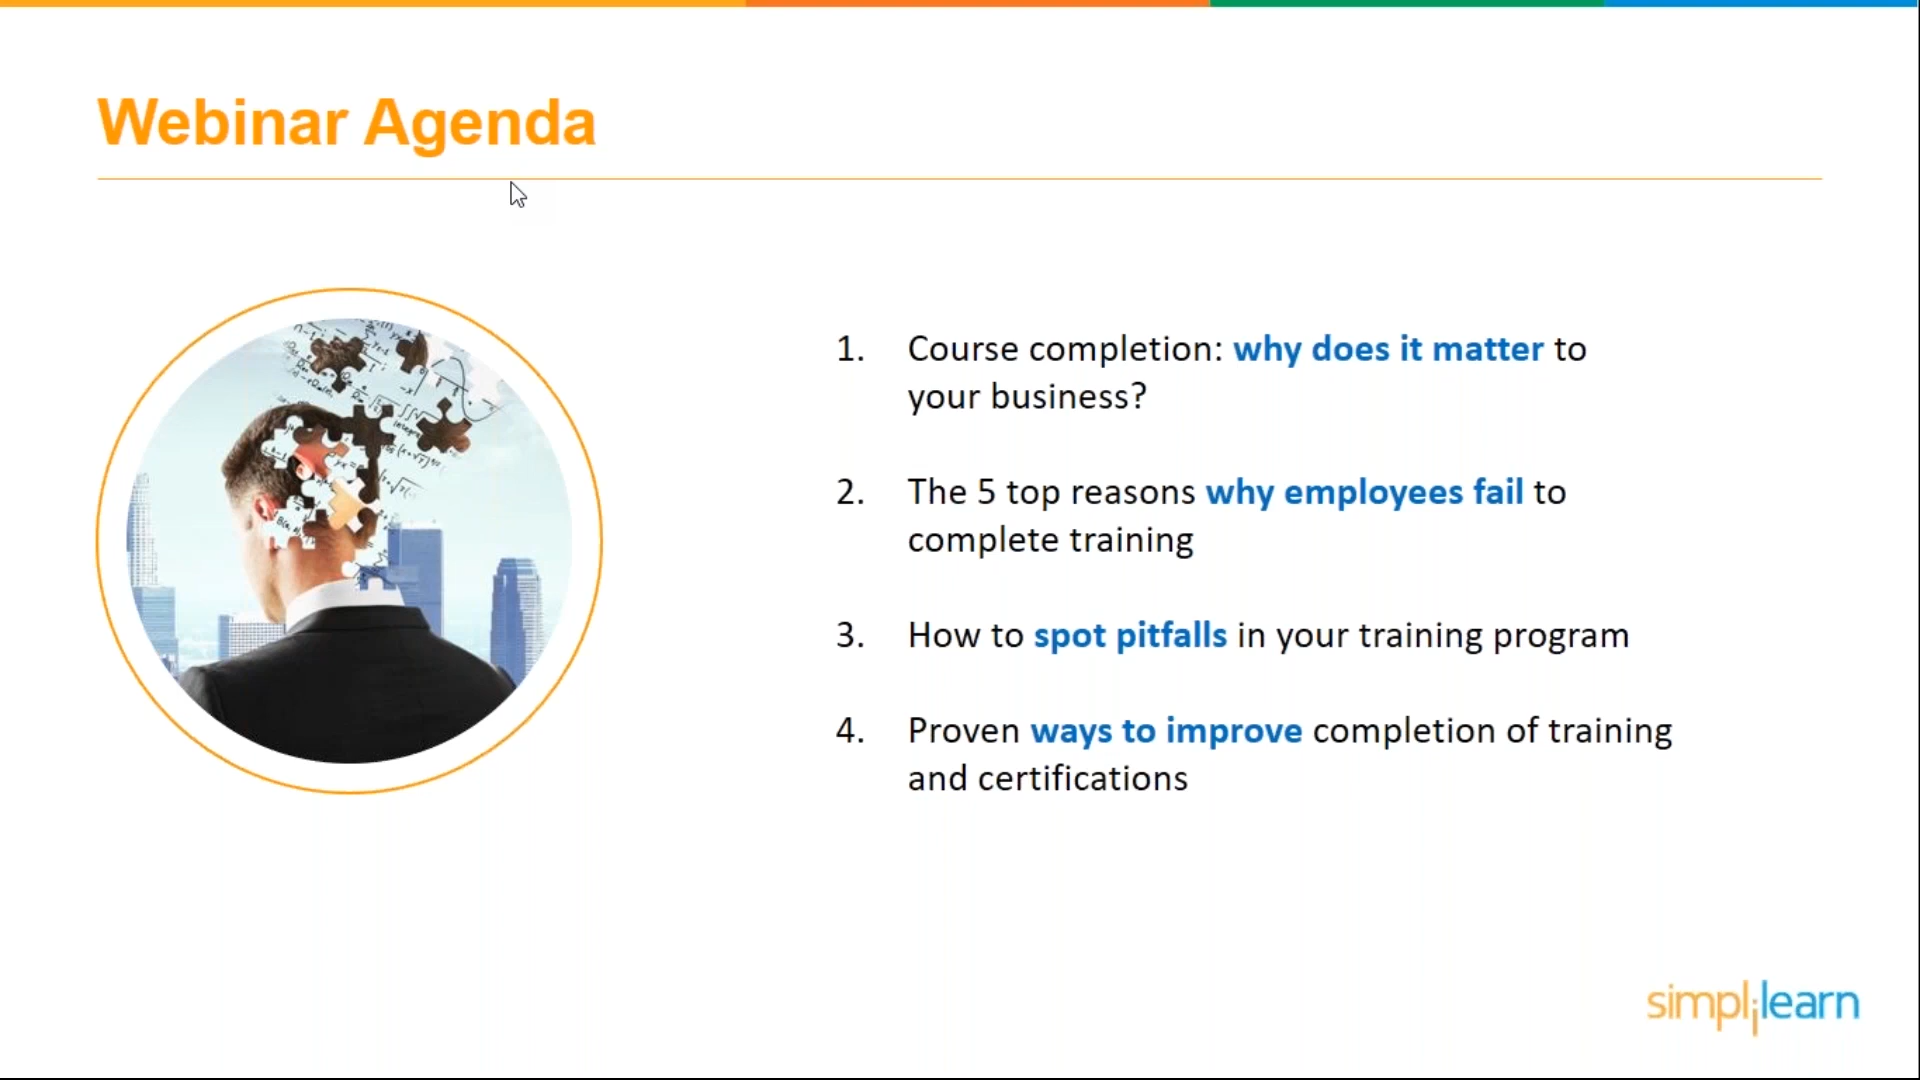 Webinar Agenda
1. Course completion: why does it matter to
your business?
2. The 5 top reasons why employees fail to
complete training
3. How to spot pitfalls in your training program
4. Proven ways to improve completion of training
and certifications
simplilearn